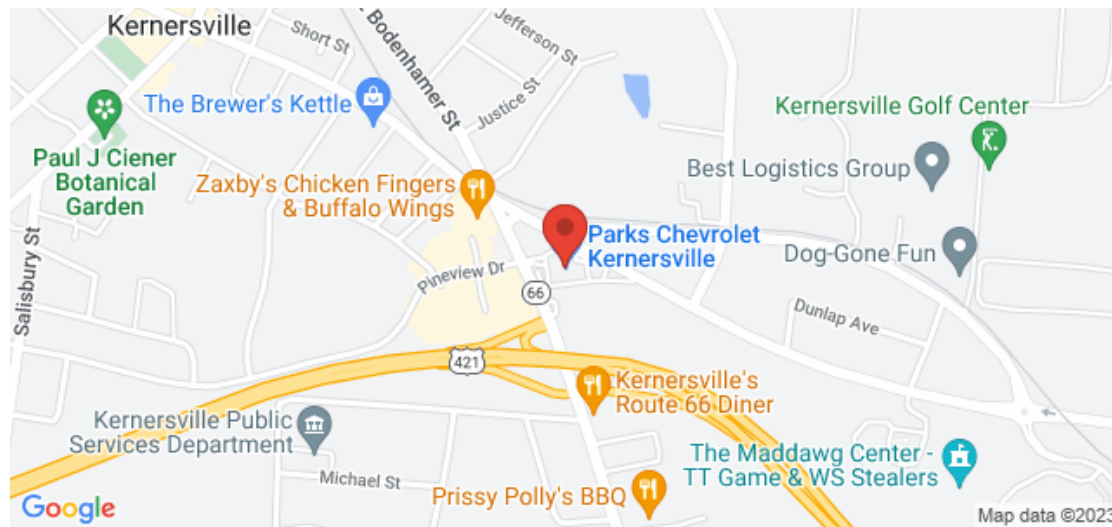 Kernersville
Short St
Bodenhamer St
Jefferson St
Justice St
The Brewer's Kettle
Kernersville Golf Center
Paul J Ciener
Botanical
Garden
Best Logistics Group
Zaxby's Chicken Fingers
& Buffalo Wings
Parks Chevrolet
Kernersville
Dog-Gone Fun
Salisbury St
Pineview Dr
66
Dunlap Ave
421
Kernersville's
Route 66 Diner
Kernersville Public
Services Department
The Maddawg Center -
TT Game & WS Stealers
Michael St
Prissy Polly's BBQ
Google
Map data ©2023